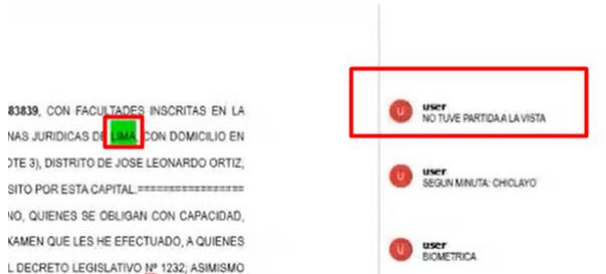 83839, CON FACULTADES INSCRITAS EN LA
NAS JURIDICAS DE LIMA, CON DOMICILIO EN
OTE 3), DISTRITO DE JOSE LEONARDO ORTIZ,
SITO POR ESTA CAPITAL.==================
NO, QUIENES SE OBLIGAN CON CAPACIDAD,
XAMEN QUE LES HE EFECTUADO, A QUIENES
L DECRETO LEGISLATIVO Nº 1232; ASIMISMO
U
user
NO TUVE PARTIDA A LA VISTA
U
user
SEGUN MINUTA: CHICLAYO
U
user
BIOMETRICA